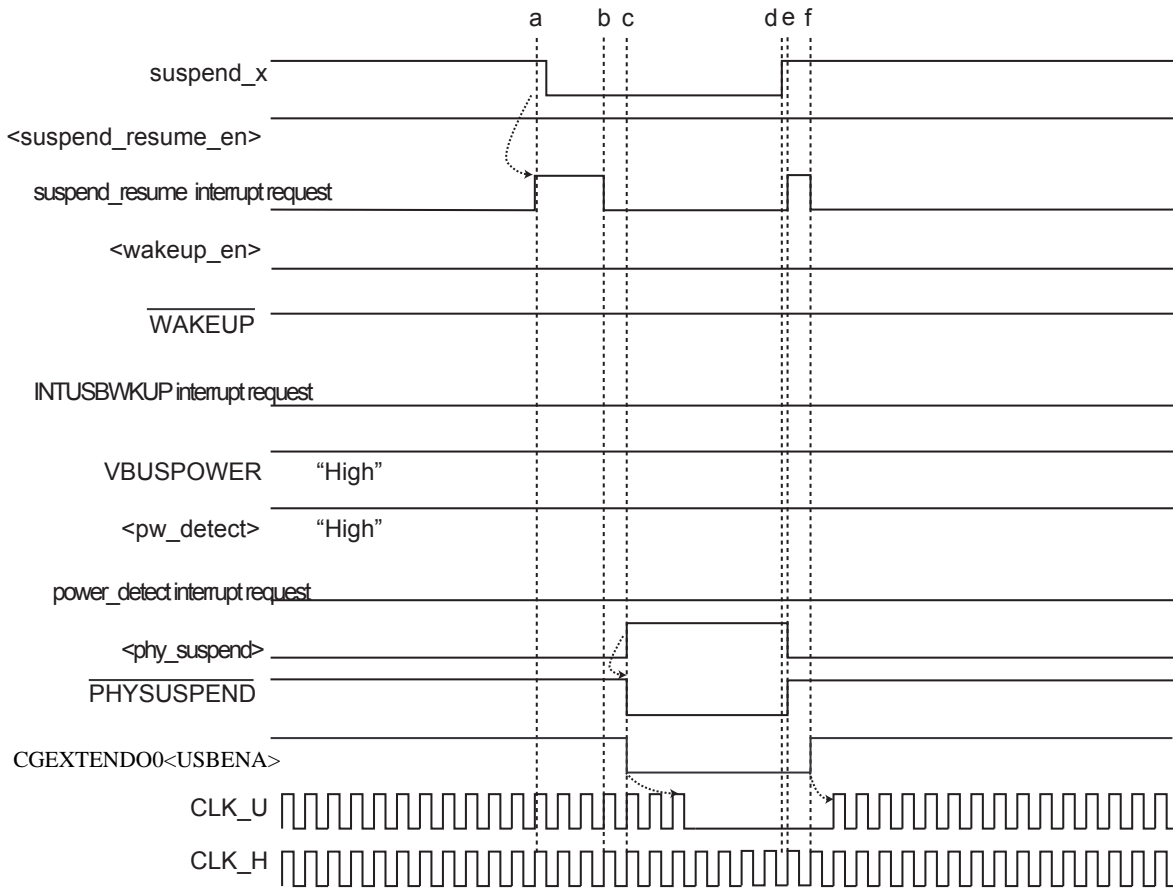 a b c d e f
suspend_x
<suspend_resume_en>
suspend_resume interrupt request
<wakeup_en>
WAKEUP
INTUSBWKUP interrupt request
VBUSPOWER “High”
<pw_detect> “High”
power_detect interrupt request
<phy_suspend>
PHYSUSPEND
CGEXTENDO0<USBENA>
CLK_U
CLK_H